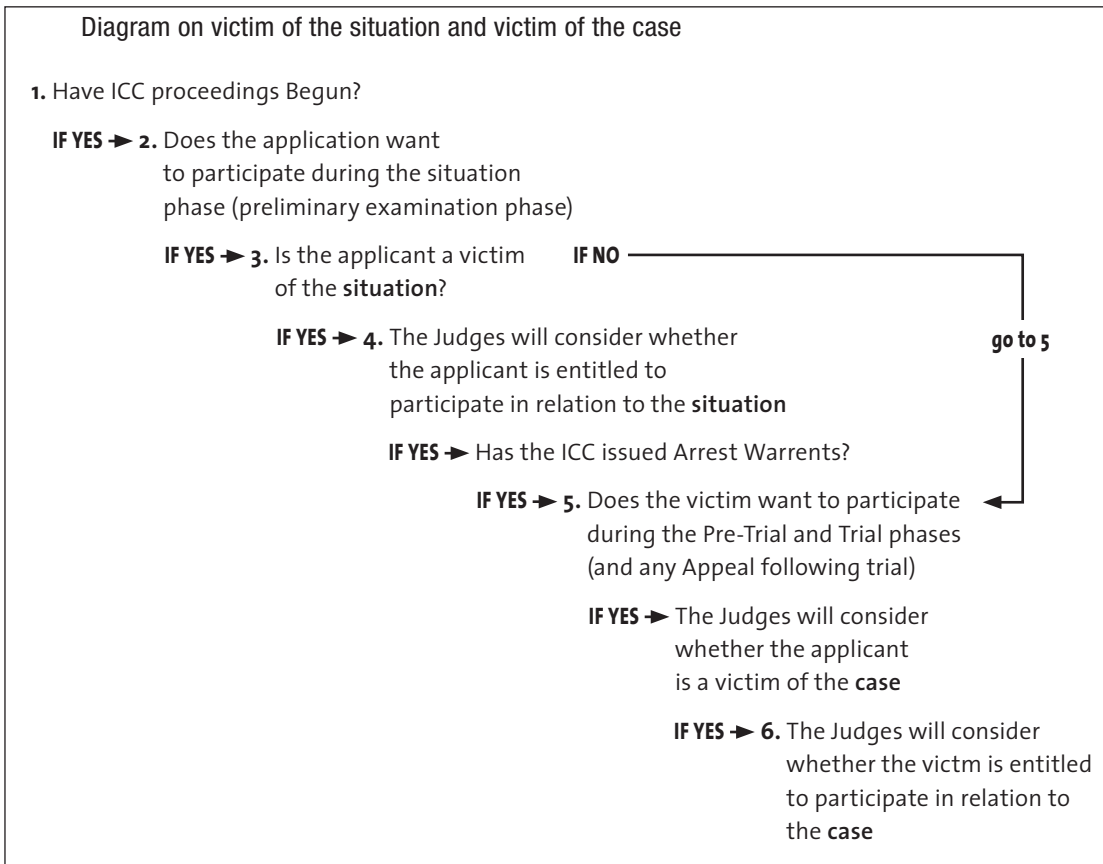 Diagram on victim of the situation and victim of the case
1. Have ICC proceedings Begun?
IF YES → 2. Does the application want
to participate during the situation
phase (preliminary examination phase)
IF YES → 3. Is the applicant a victim IF NO
of the situation?
IF YES → 4. The Judges will consider whether go to 5
the applicant is entitled to
participate in relation to the situation
IF YES → Has the ICC issued Arrest Warrents?
IF YES → 5. Does the victim want to participate
during the Pre-Trial and Trial phases
(and any Appeal following trial)
IF YES → The Judges will consider
whether the applicant
is a victim of the case
IF YES → 6. The Judges will consider
whether the victm is entitled
to participate in relation to
the case